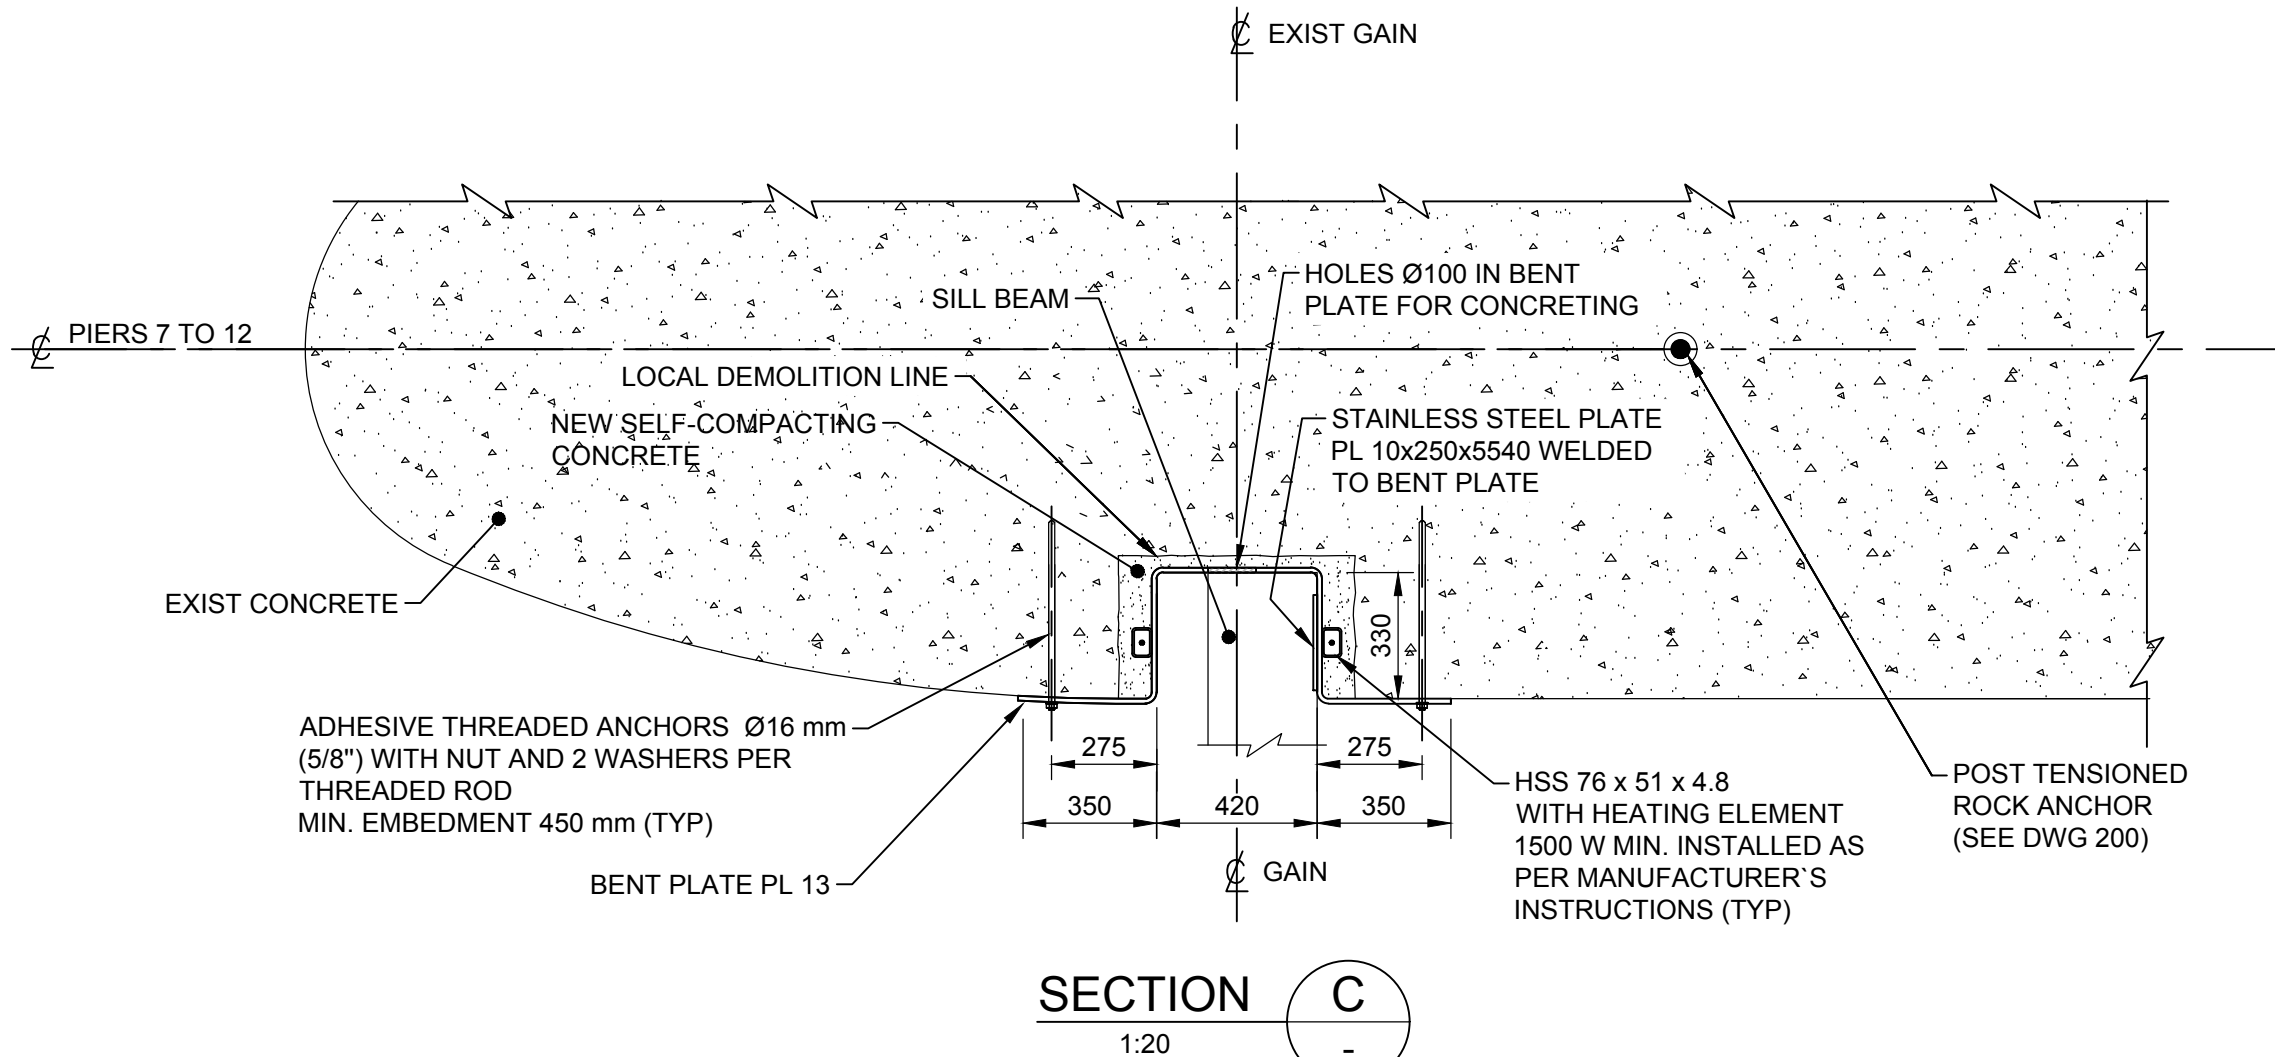 ℄ EXIST GAIN
HOLES Ø100 IN BENT
PLATE FOR CONCRETING
SILL BEAM
℄ PIERS 7 TO 12
LOCAL DEMOLITION LINE
NEW SELF-COMPACTING
CONCRETE
STAINLESS STEEL PLATE
PL 10x250x5540 WELDED
TO BENT PLATE
EXIST CONCRETE
330
ADHESIVE THREADED ANCHORS Ø16 mm
(5/8") WITH NUT AND 2 WASHERS PER
THREADED ROD
MIN. EMBEDMENT 450 mm (TYP)
275
275
350
420
350
HSS 76 x 51 x 4.8
WITH HEATING ELEMENT
1500 W MIN. INSTALLED AS
PER MANUFACTURER`S
INSTRUCTIONS (TYP)
POST TENSIONED
ROCK ANCHOR
(SEE DWG 200)
BENT PLATE PL 13
℄ GAIN
SECTION
C
1:20
-